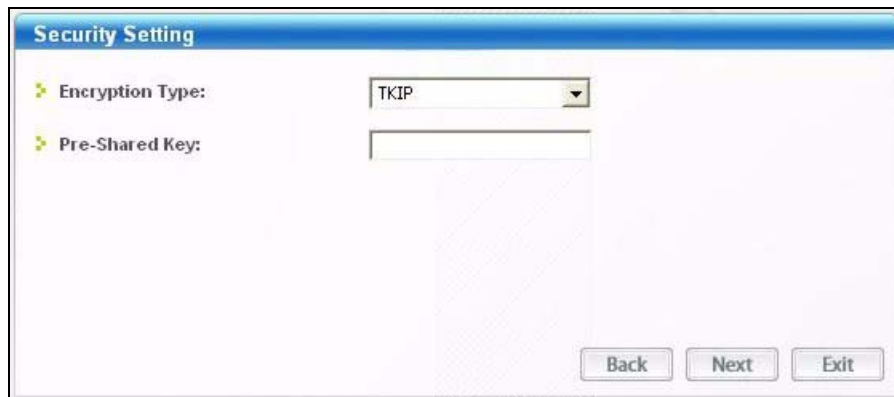 Security Setting
Encryption Type: TKIP
Pre-Shared Key:
Back Next Exit